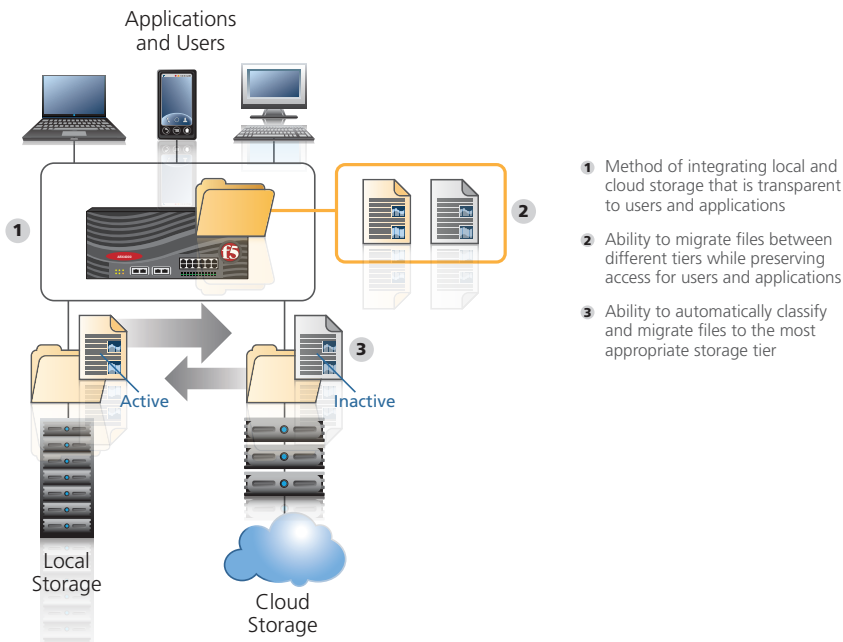 Applications
and Users
1
f5
2
3
Active
Inactive
Local
Storage
Cloud
Storage
1 Method of integrating local and
cloud storage that is transparent
to users and applications
2 Ability to migrate files between
different tiers while preserving
access for users and applications
3 Ability to automatically classify
and migrate files to the most
appropriate storage tier